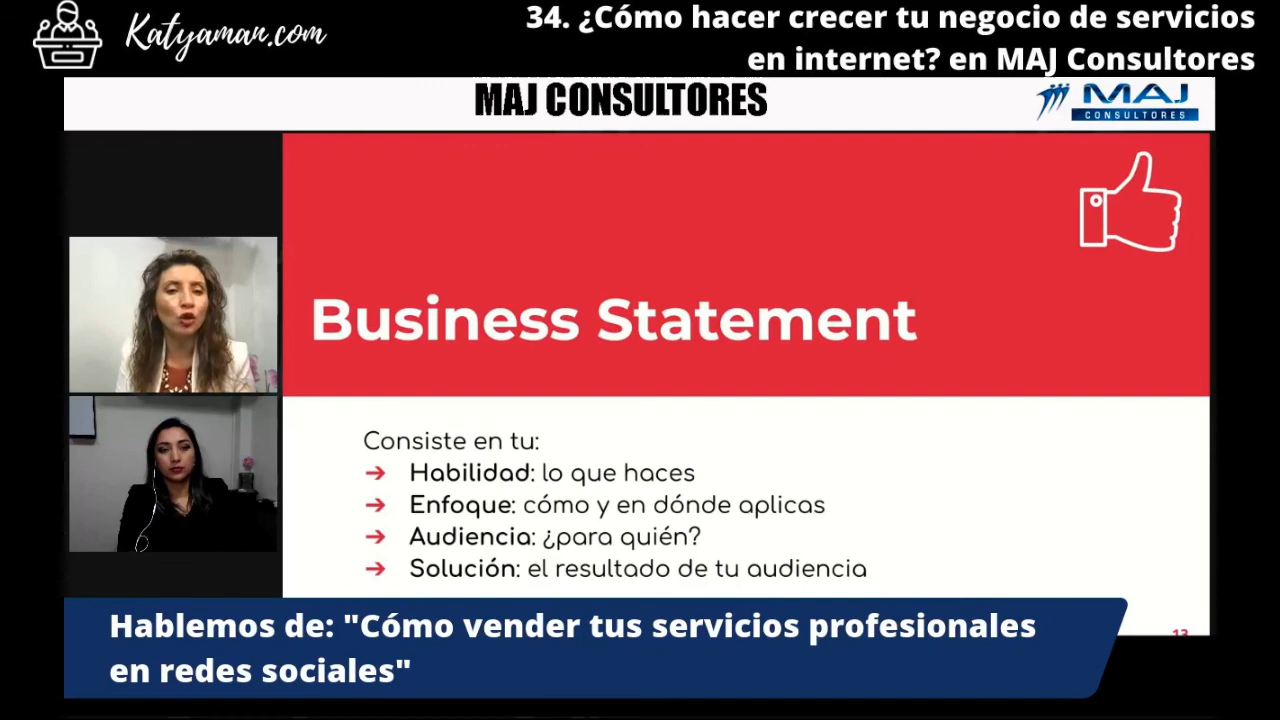 Katyaman.com
34. ¿Cómo hacer crecer tu negocio de servicios
en internet? en MAJ Consultores
MAJ CONSULTORES
MAJ
CONSULTORES
Business Statement
Consiste en tu:
➔ Habilidad: lo que haces
➔ Enfoque: cómo y en dónde aplicas
➔ Audiencia: ¿para quién?
➔ Solución: el resultado de tu audiencia
13
Hablemos de: "Cómo vender tus servicios profesionales
en redes sociales"